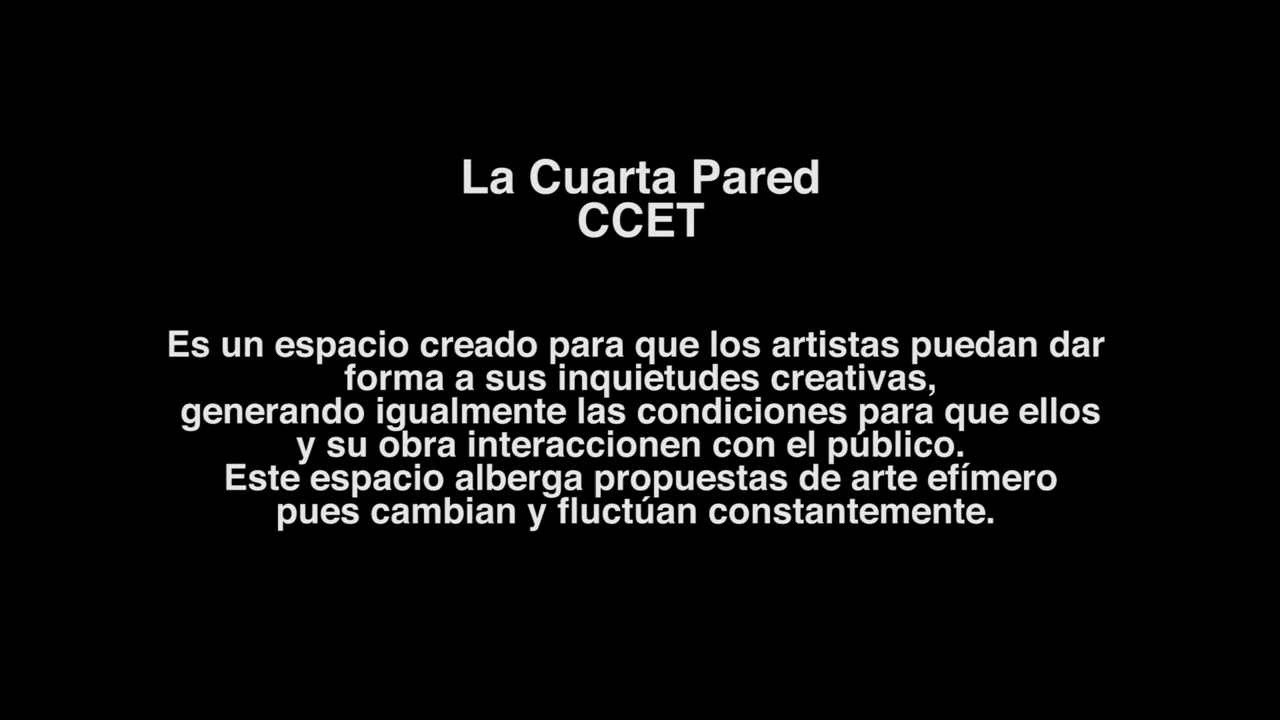 La Cuarta Pared
CCET
Es un espacio creado para que los artistas puedan dar
forma a sus inquietudes creativas,
generando igualmente las condiciones para que ellos
y su obra interaccionen con el público.
Este espacio alberga propuestas de arte efímero
pues cambian y fluctúan constantemente.